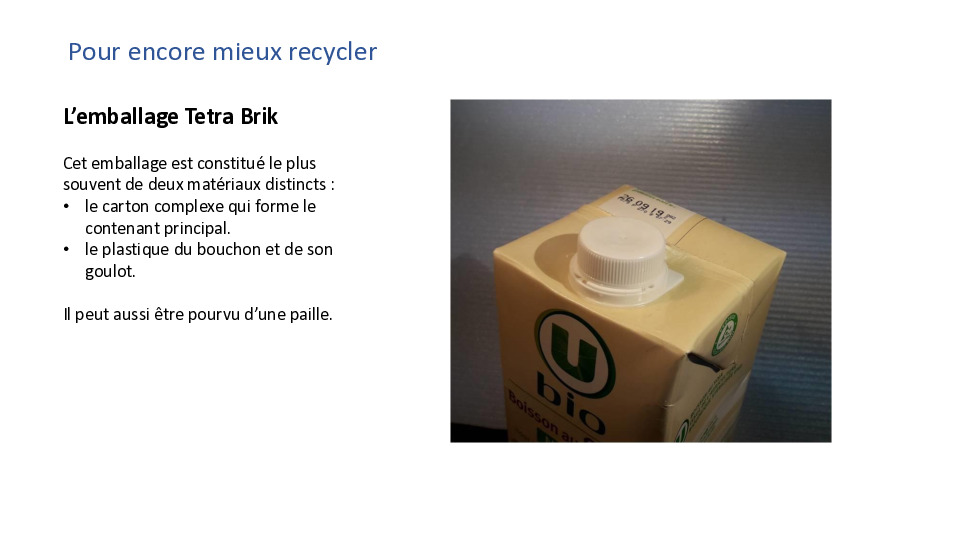 Pour encore mieux recycler
L’emballage Tetra Brik
Cet emballage est constitué le plus
souvent de deux matériaux distincts :
• le carton complexe qui forme le
contenant principal.
• le plastique du bouchon et de son
goulot.
Il peut aussi être pourvu d’une paille.
26.09.19
U
bio
Boisson au